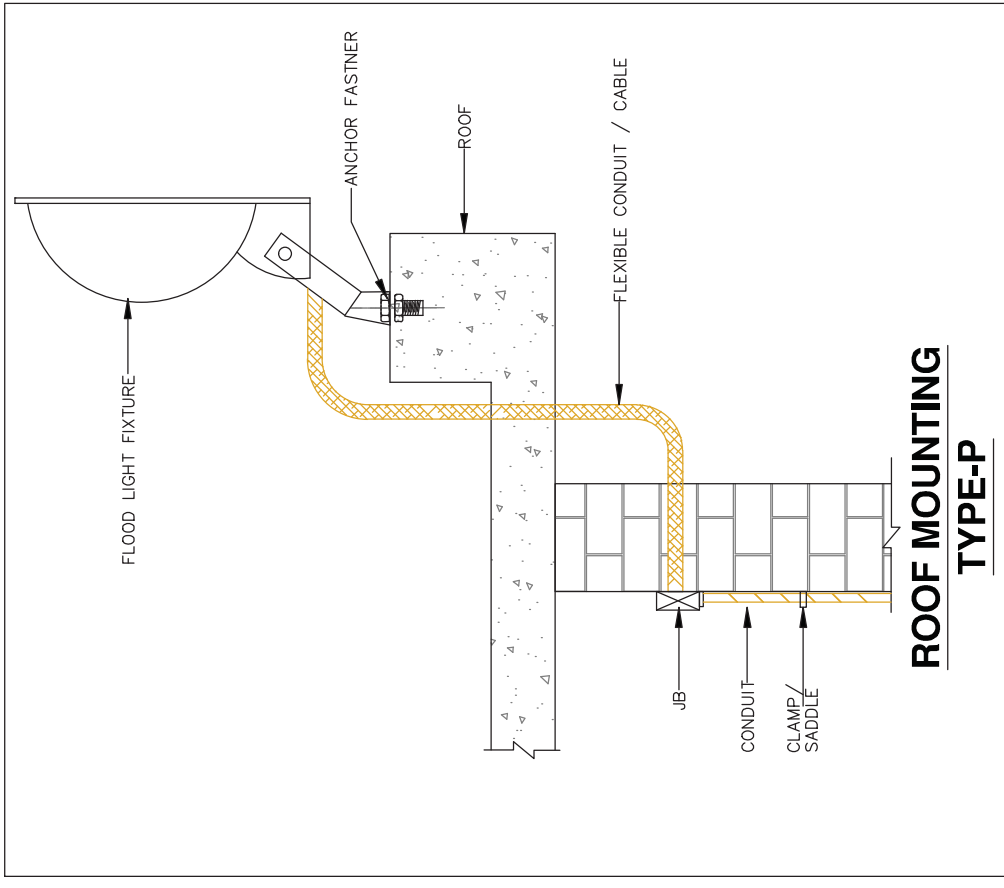 FLOOD LIGHT FIXTURE
ANCHOR FASTNER
ROOF
FLEXIBLE CONDUIT / CABLE
JB
CONDUIT
CLAMP/
SADDLE
ROOF MOUNTING
TYPE-P